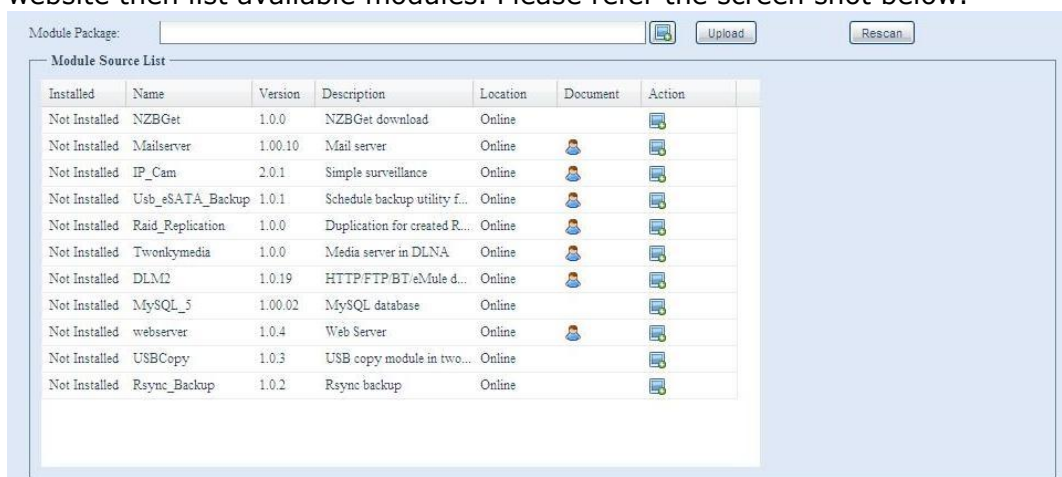 website then list available modules. Please refer the screen shot below.
Module Package: Upload Rescan
Module Source List
Installed Name Version Description Location Document Action
Not Installed NZBGet 1.0.0 NZBGet download Online
Not Installed Mailserver 1.00.10 Mail server Online
Not Installed IP_Cam 2.0.1 Simple surveillance Online
Not Installed Usb_eSATA_Backup 1.0.1 Schedule backup utility f... Online
Not Installed Raid_Replication 1.0.0 Duplication for created R... Online
Not Installed Twonkymedia 1.0.0 Media server in DLNA Online
Not Installed DLM2 1.0.19 HTTP/FTP/BT/eMule d... Online
Not Installed MySQL_5 1.00.02 MySQL database Online
Not Installed webserver 1.0.4 Web Server Online
Not Installed USBCopy 1.0.3 USB copy module in two... Online
Not Installed Rsync_Backup 1.0.2 Rsync backup Online